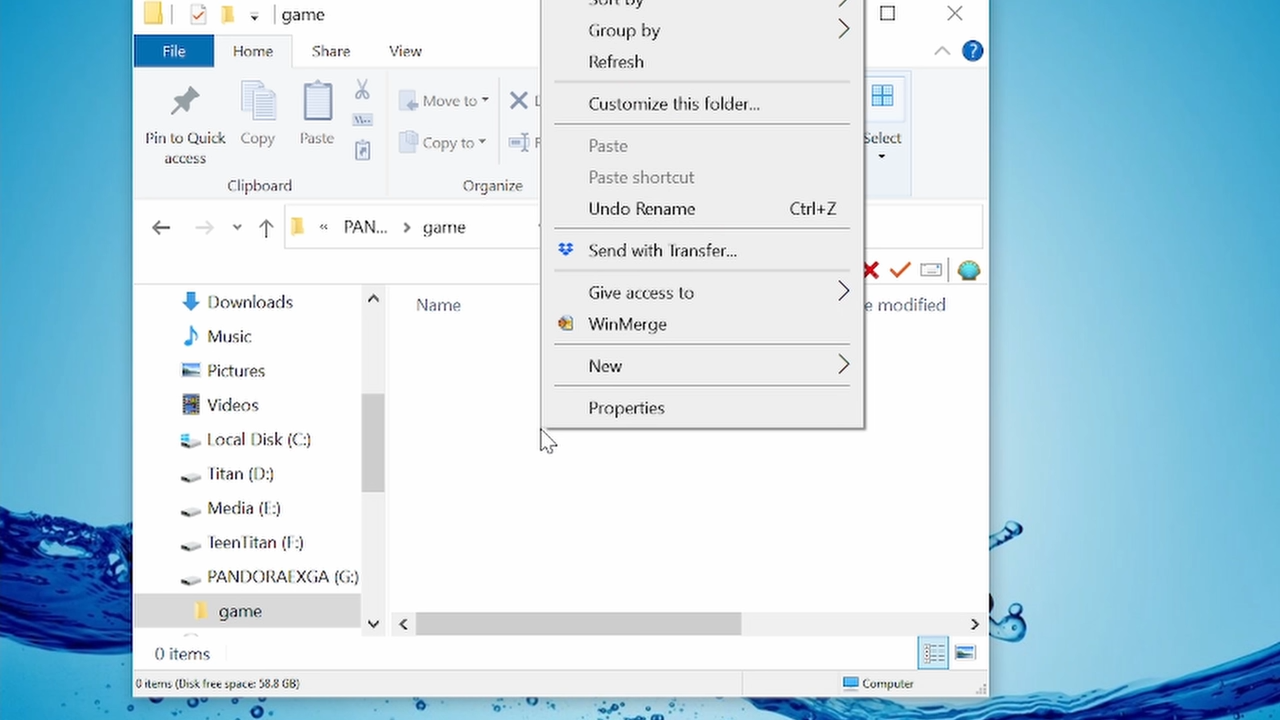 game
Sort by
Group by
Refresh
Customize this folder...
Paste
Paste shortcut
Undo Rename Ctrl+Z
Send with Transfer...
Give access to
WinMerge
New
Properties
File Home Share View
Pin to Quick access
Copy
Paste
Move to
Copy to
Select
Clipboard
Organize
« PAN... > game
Name
e modified
Downloads
Music
Pictures
Videos
Local Disk (C:)
Titan (D:)
Media (E:)
TeenTitan (F:)
PANDORAEXGA (G:)
game
0 items
0 items (Disk free space: 58.8 GB)
Computer